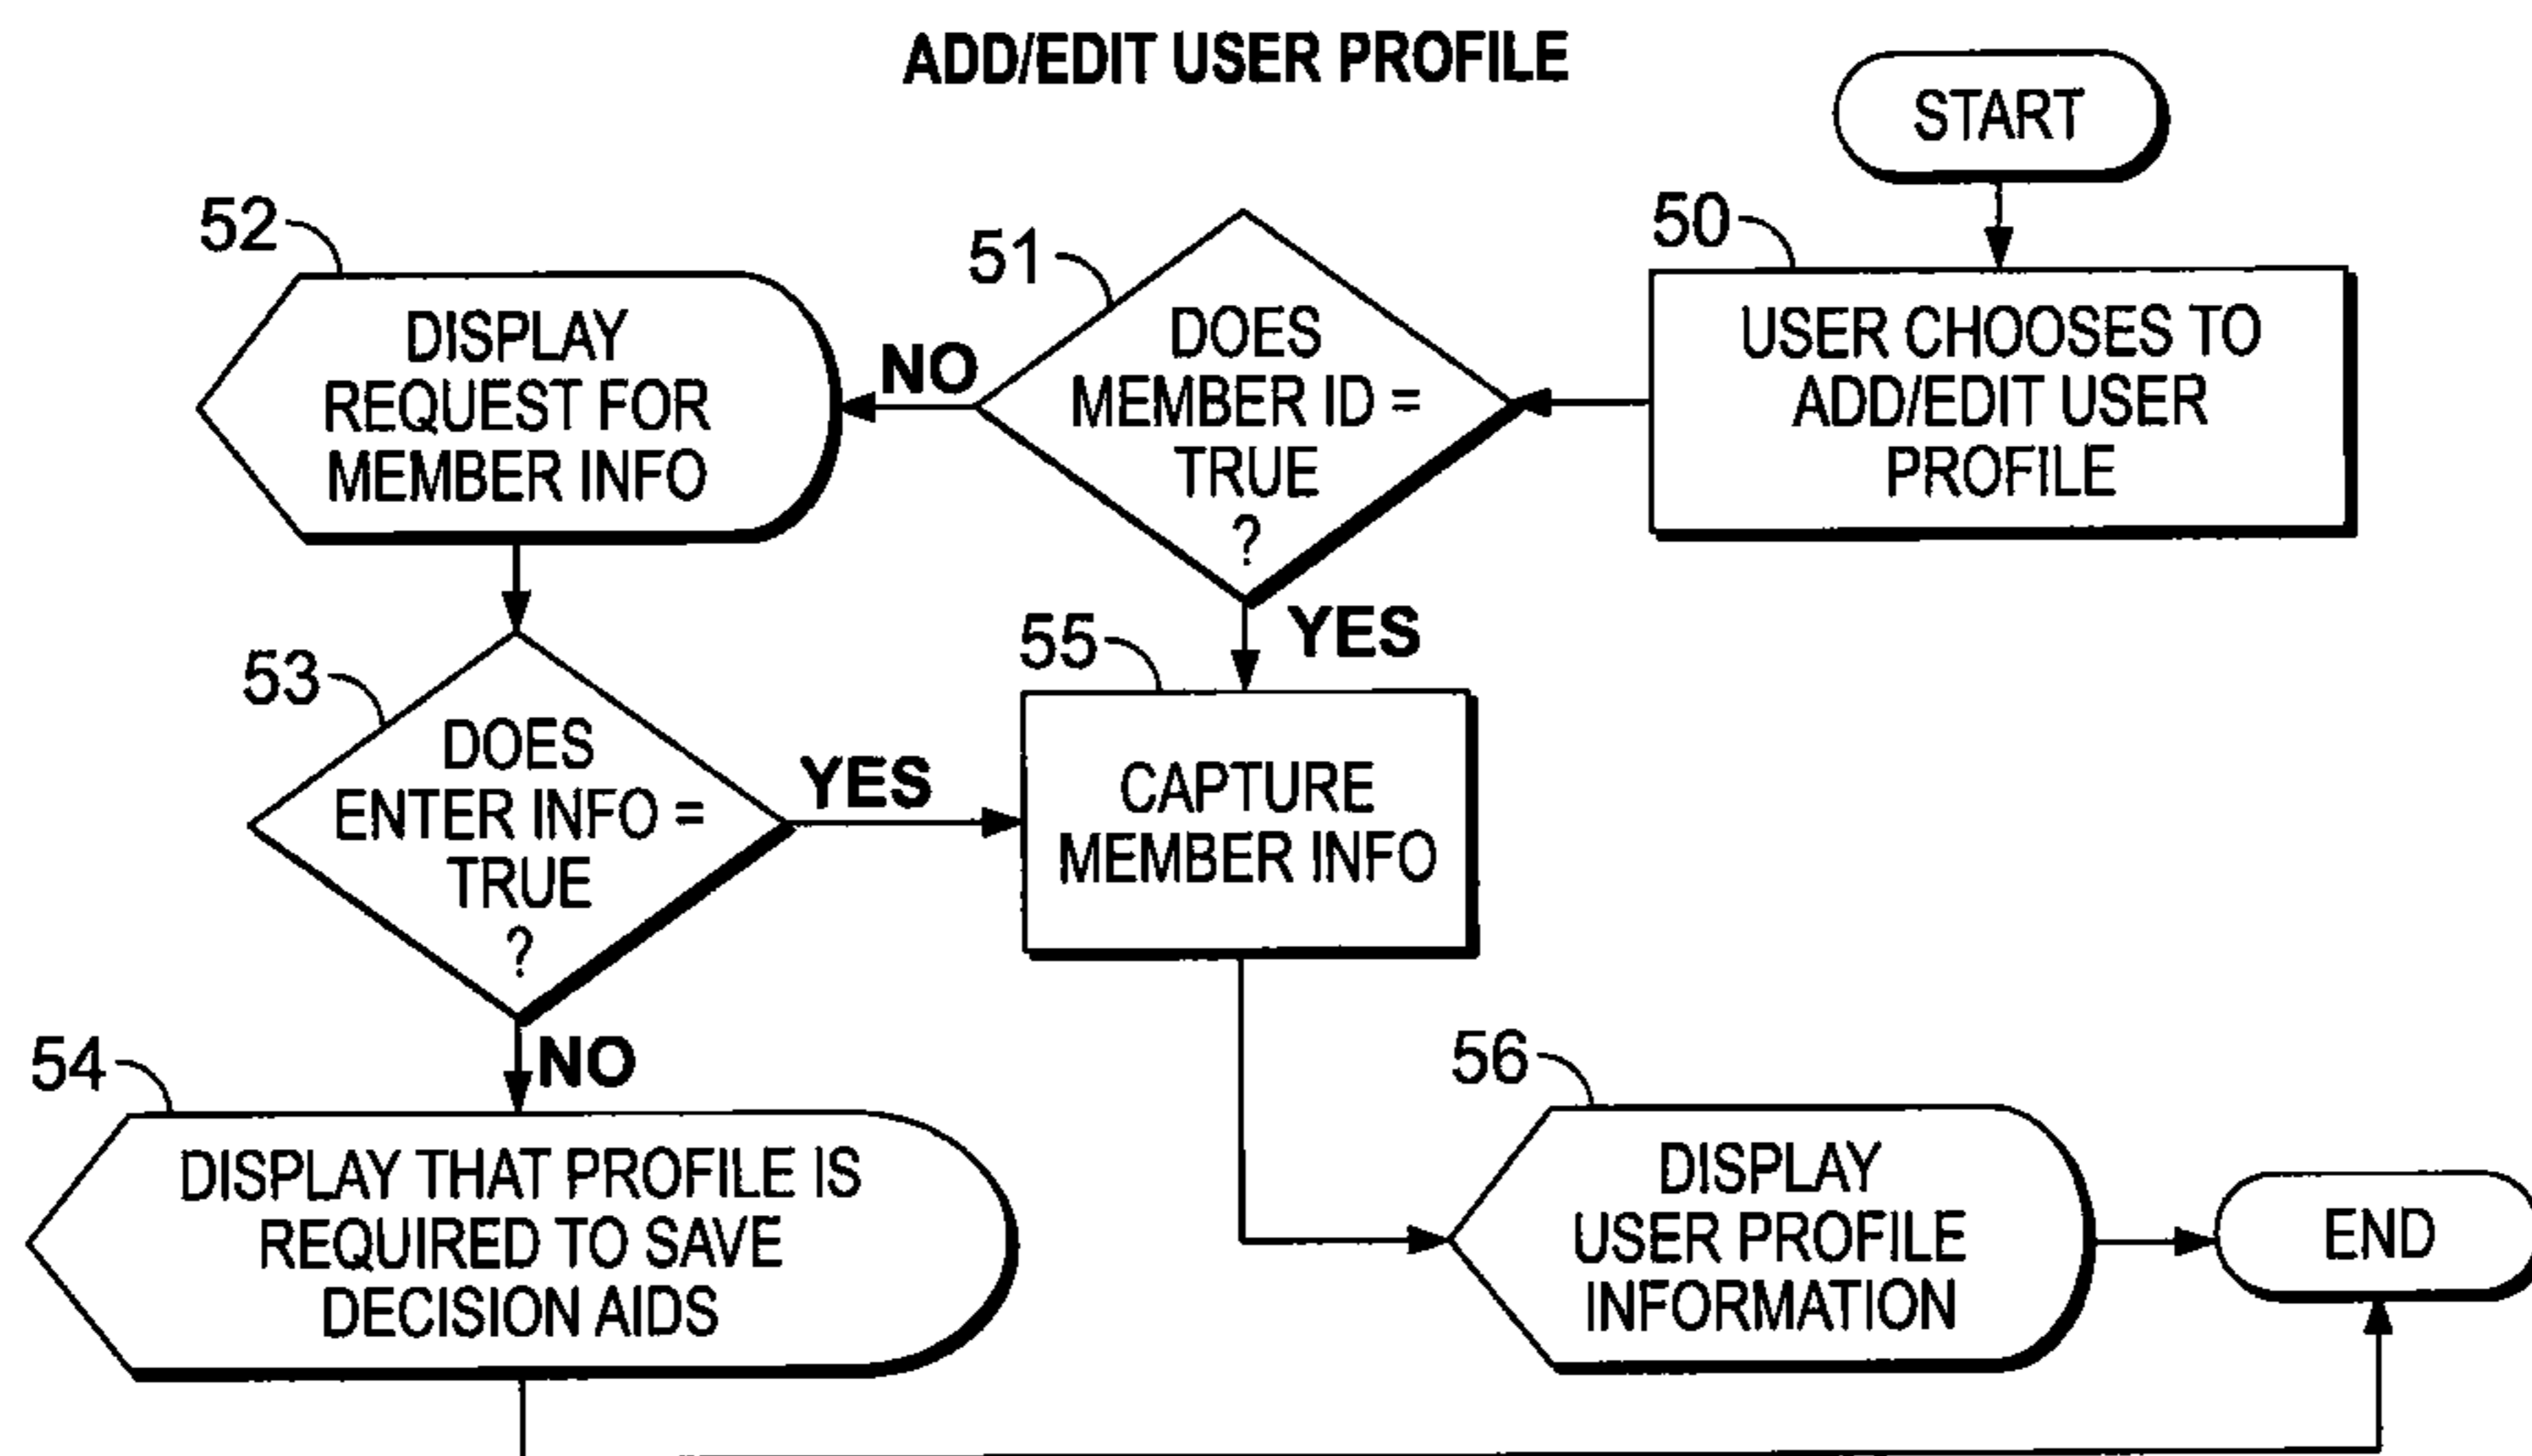 ADD/EDIT USER PROFILE
START
50
USER CHOOSES TO
ADD/EDIT USER
PROFILE
51
DOES
MEMBER ID =
TRUE
?
NO
YES
52
DISPLAY
REQUEST FOR
MEMBER INFO
53
DOES
ENTER INFO =
TRUE
?
YES
NO
55
CAPTURE
MEMBER INFO
54
DISPLAY THAT PROFILE IS
REQUIRED TO SAVE
DECISION AIDS
56
DISPLAY
USER PROFILE
INFORMATION
END